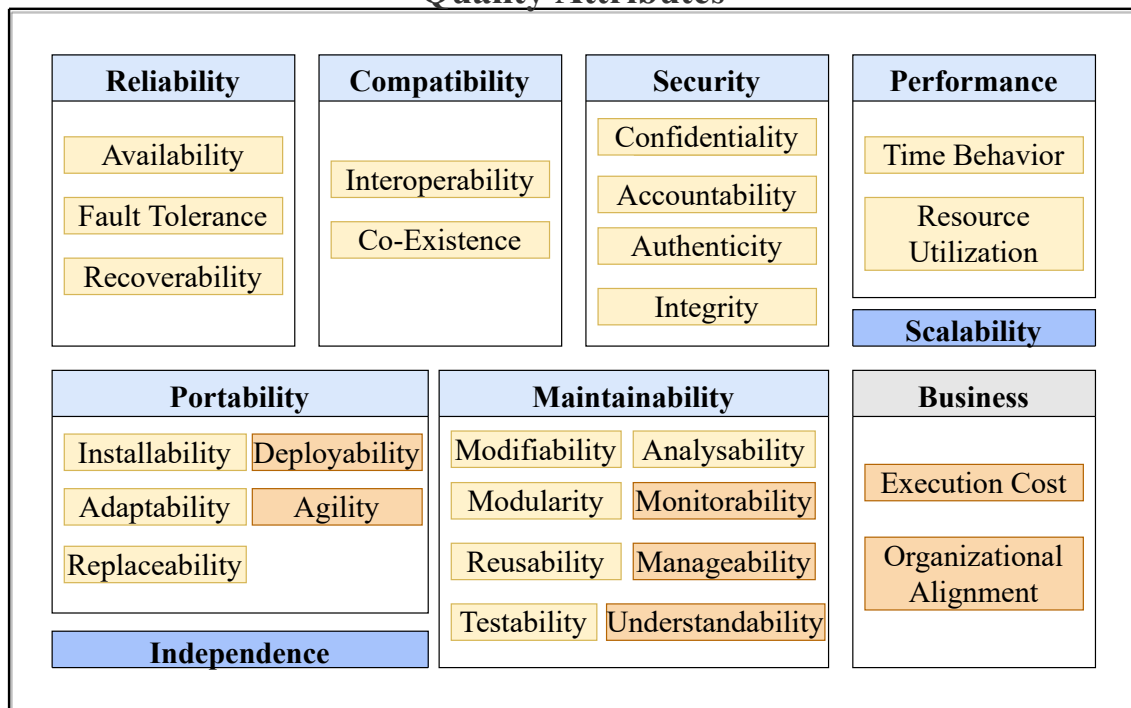 Quality Attributes
Reliability
Availability
Fault Tolerance
Recoverability
Compatibility
Interoperability
Co-Existence
Security
Confidentiality
Accountability
Authenticity
Integrity
Performance
Time Behavior
Resource
Utilization
Scalability
Portability
Installability
Deployability
Adaptability
Agility
Replaceability
Independence
Maintainability
Modifiability
Analysability
Modularity
Monitorability
Reusability
Manageability
Testability
Understandability
Business
Execution Cost
Organizational
Alignment